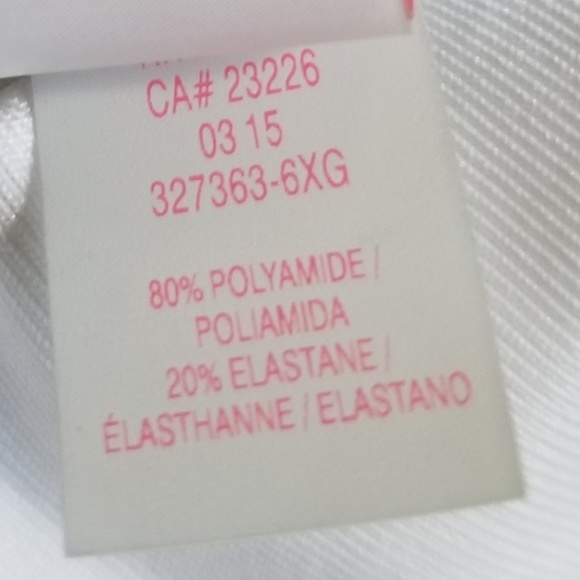 CA# 23226
03 15
327363-6XG
80% POLYAMIDE /
POLIAMIDA
20% ELASTANE /
ÉLASTHANNE / ELASTANO